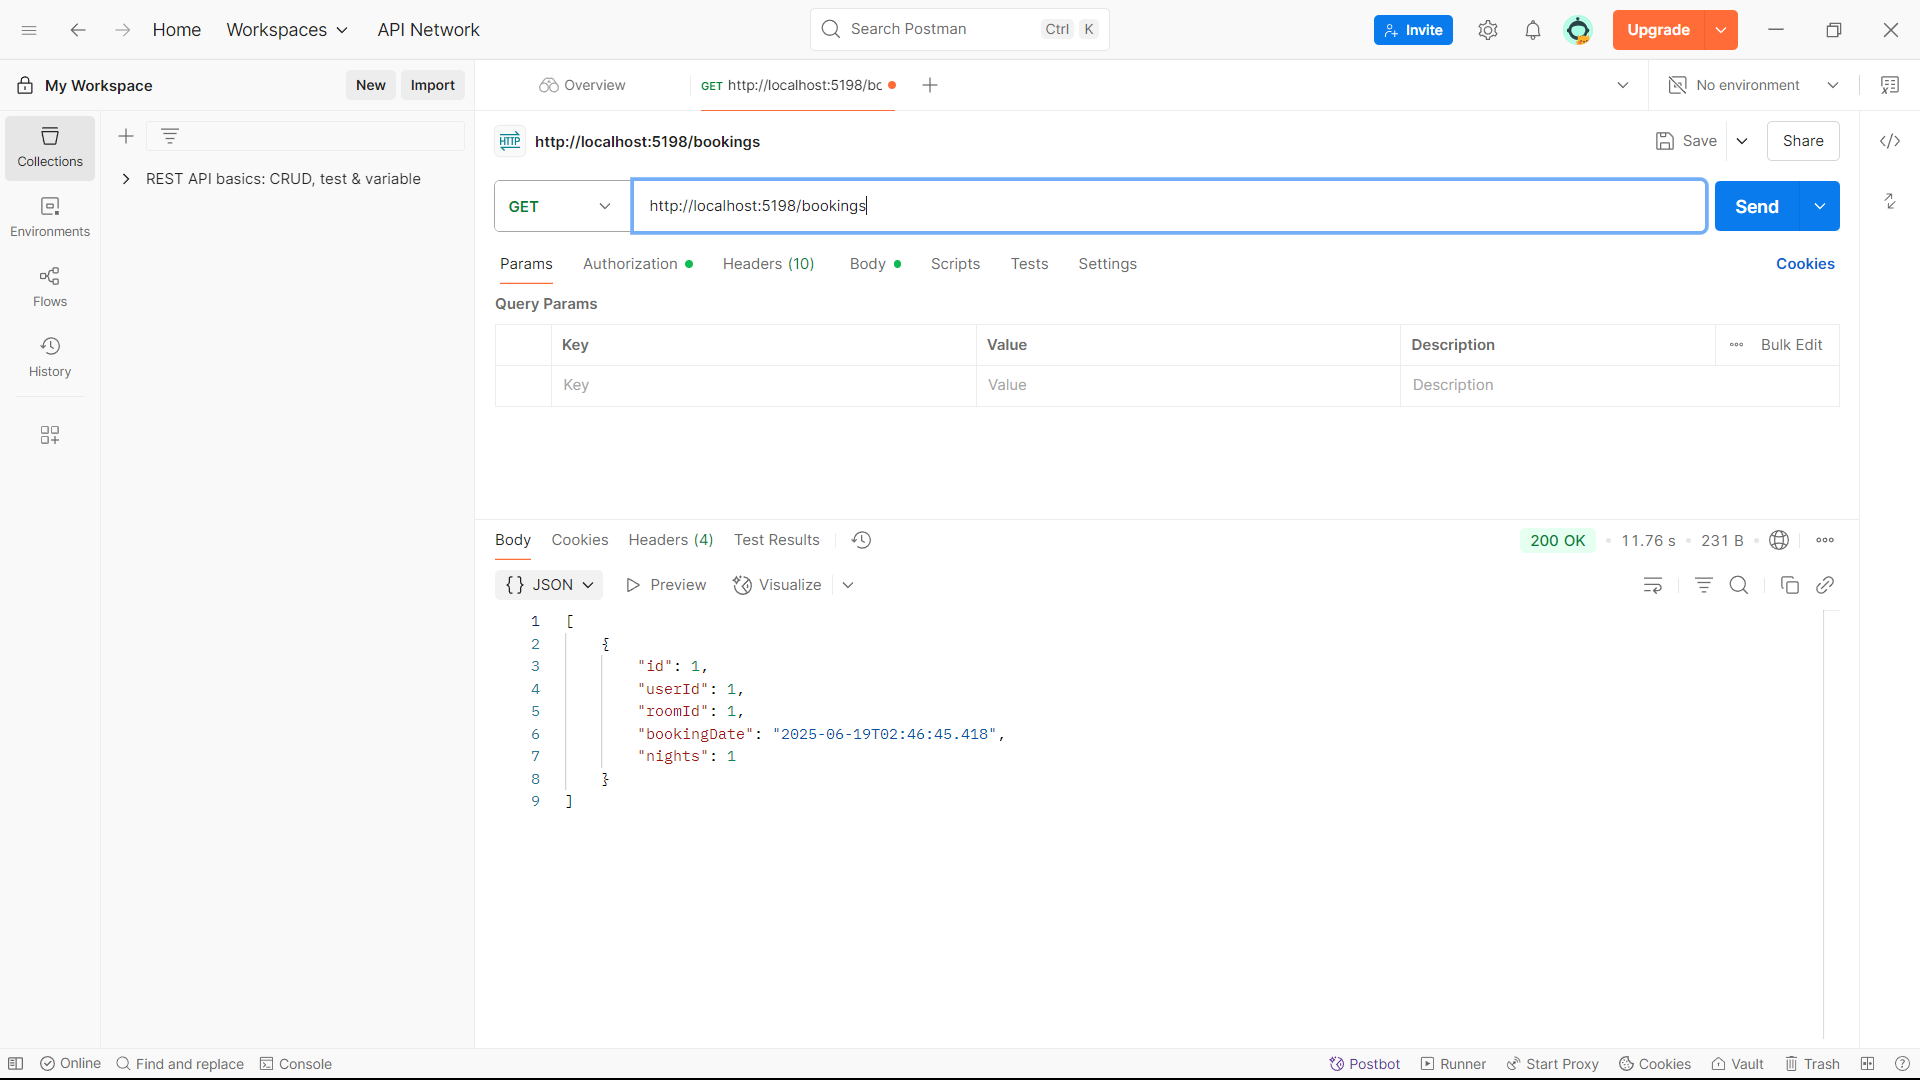 Home
Workspaces
API Network
Search Postman
Ctrl
K
Invite
Upgrade
My Workspace
New
Import
Overview
GET http://localhost:5198/bc
No environment
Collections
REST API basics: CRUD, test & variable
HTTP http://localhost:5198/bookings
Save
Share
Environments
GET
http://localhost:5198/bookings
Send
Params
Authorization
Headers (10)
Body
Scripts
Tests
Settings
Cookies
Flows
Query Params
Key Value Description
Bulk Edit
History
Key Value Description
Body
Cookies
Headers (4)
Test Results
200 OK
11.76 s
231 B
{} JSON
Preview
Visualize
1 [
2 {
3 "id": 1,
4 "userId": 1,
5 "roomId": 1,
6 "bookingDate": "2025-06-19T02:46:45.418",
7 "nights": 1
8 }
9 ]
Online
Find and replace
Console
Postbot
Runner
Start Proxy
Cookies
Vault
Trash